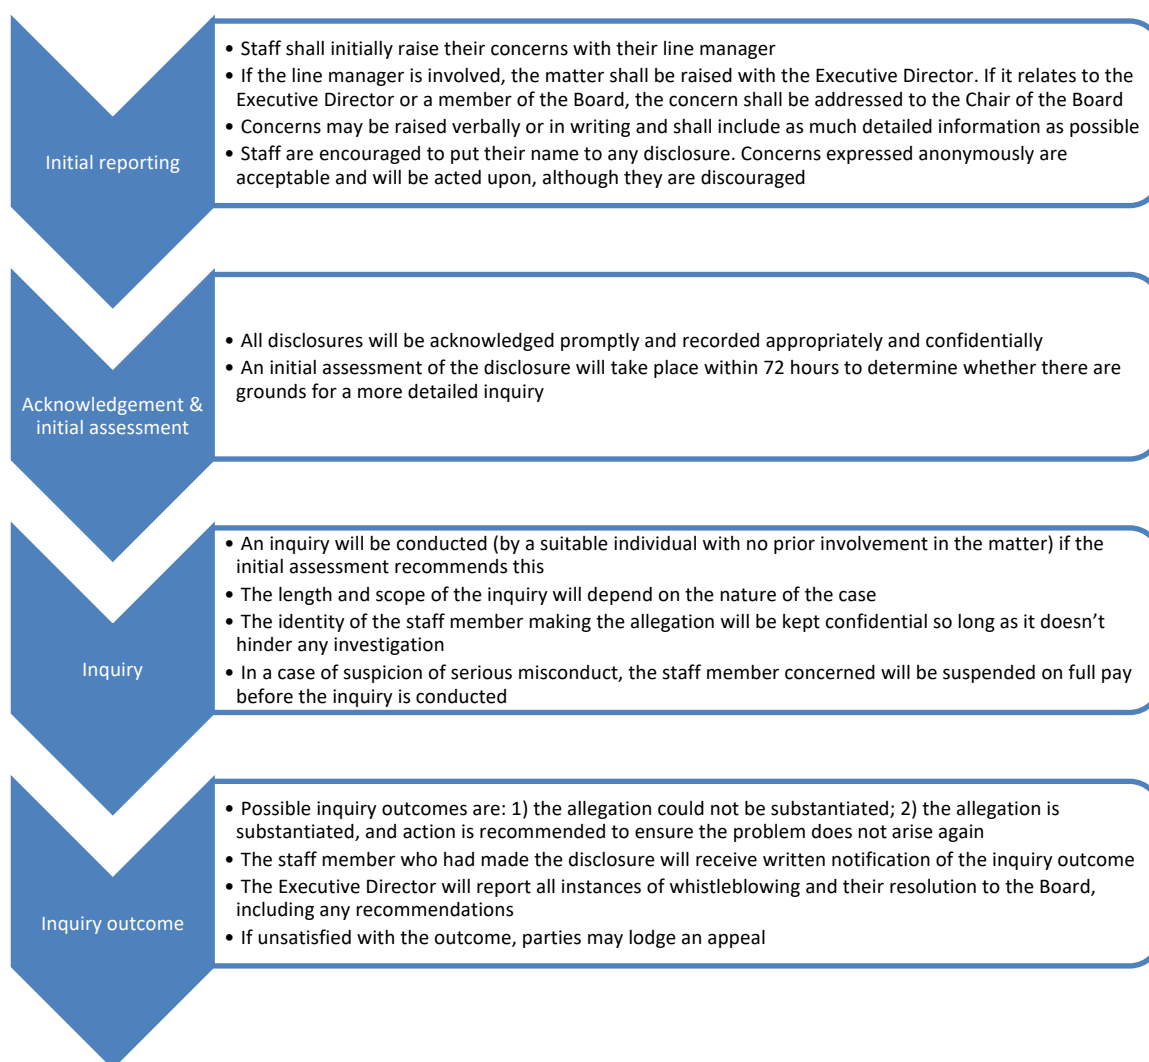 • Staff shall initially raise their concerns with their line manager
• If the line manager is involved, the matter shall be raised with the Executive Director. If it relates to the
Executive Director or a member of the Board, the concern shall be addressed to the Chair of the Board
• Concerns may be raised verbally or in writing and shall include as much detailed information as possible
Initial reporting
• Staff are encouraged to put their name to any disclosure. Concerns expressed anonymously are
acceptable and will be acted upon, although they are discouraged
• All disclosures will be acknowledged promptly and recorded appropriately and confidentially
• An initial assessment of the disclosure will take place within 72 hours to determine whether there are
grounds for a more detailed inquiry
Acknowledgement &
initial assessment
• An inquiry will be conducted (by a suitable individual with no prior involvement in the matter) if the
initial assessment recommends this
• The length and scope of the inquiry will depend on the nature of the case
• The identity of the staff member making the allegation will be kept confidential so long as it doesn’t
hinder any investigation
Inquiry
• In a case of suspicion of serious misconduct, the staff member concerned will be suspended on full pay
before the inquiry is conducted
• Possible inquiry outcomes are: 1) the allegation could not be substantiated; 2) the allegation is
substantiated, and action is recommended to ensure the problem does not arise again
• The staff member who had made the disclosure will receive written notification of the inquiry outcome
• The Executive Director will report all instances of whistleblowing and their resolution to the Board,
including any recommendations
Inquiry outcome
• If unsatisfied with the outcome, parties may lodge an appeal